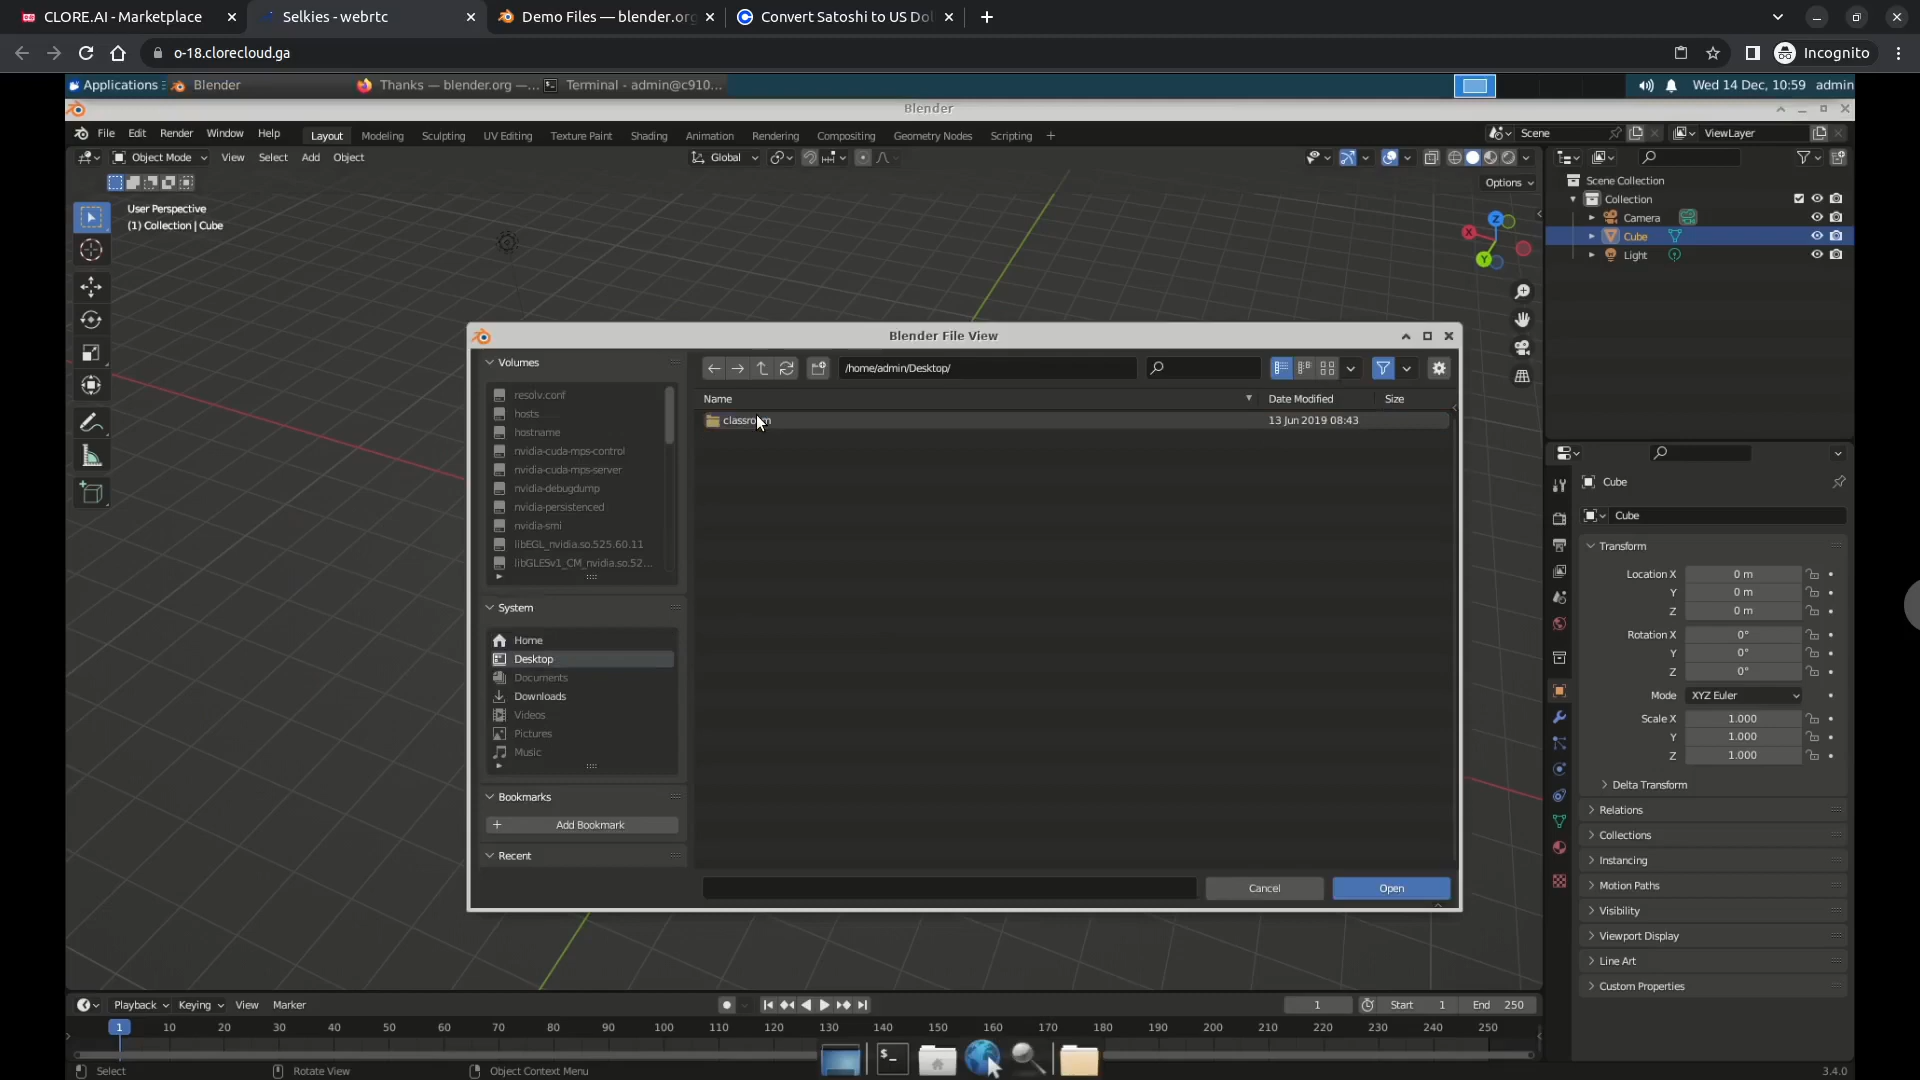 CLORE.AI - Marketplace
Selkies - webrtc
Demo Files — blender.org
Convert Satoshi to US Dol
o-18.clorecloud.ga
Incognito
Applications
Blender
Thanks — blender.org —...
Terminal - admin@c910...
Wed 14 Dec, 10:59
admin
Blender
File
Edit
Render
Window
Help
Layout
Modeling
Sculpting
UV Editing
Texture Paint
Shading
Animation
Rendering
Compositing
Geometry Nodes
Scripting
Scene
ViewLayer
Object Mode
View
Select
Add
Object
Global
Options
User Perspective
(1) Collection | Cube
Scene Collection
Collection
Camera
Cube
Light
Blender File View
Volumes
resolv.conf
hosts
hostname
nvidia-cuda-mps-control
nvidia-cuda-mps-server
nvidia-debugdump
nvidia-persistenced
nvidia-smi
libEGL_nvidia.so.525.60.11
libGLESv1_CM_nvidia.so.52...
System
Home
Desktop
Documents
Downloads
Videos
Pictures
Music
Bookmarks
Add Bookmark
Recent
/home/admin/Desktop/
Name
Date Modified
Size
classroom
13 Jun 2019 08:43
Cancel
Open
Cube
Cube
Transform
Location X
0 m
Y
0 m
Z
0 m
Rotation X
0°
Y
0°
Z
0°
Mode
XYZ Euler
Scale X
1.000
Y
1.000
Z
1.000
Delta Transform
Relations
Collections
Instancing
Motion Paths
Visibility
Viewport Display
Line Art
Custom Properties
Playback
Keying
View
Marker
1
Start
1
End
250
1 10 20 30 40 50 60 70 80 90 100 110 120 130 140 150 160 170 180 190 200 210 220 230 240 250
Select
Rotate View
Object Context Menu
3.4.0